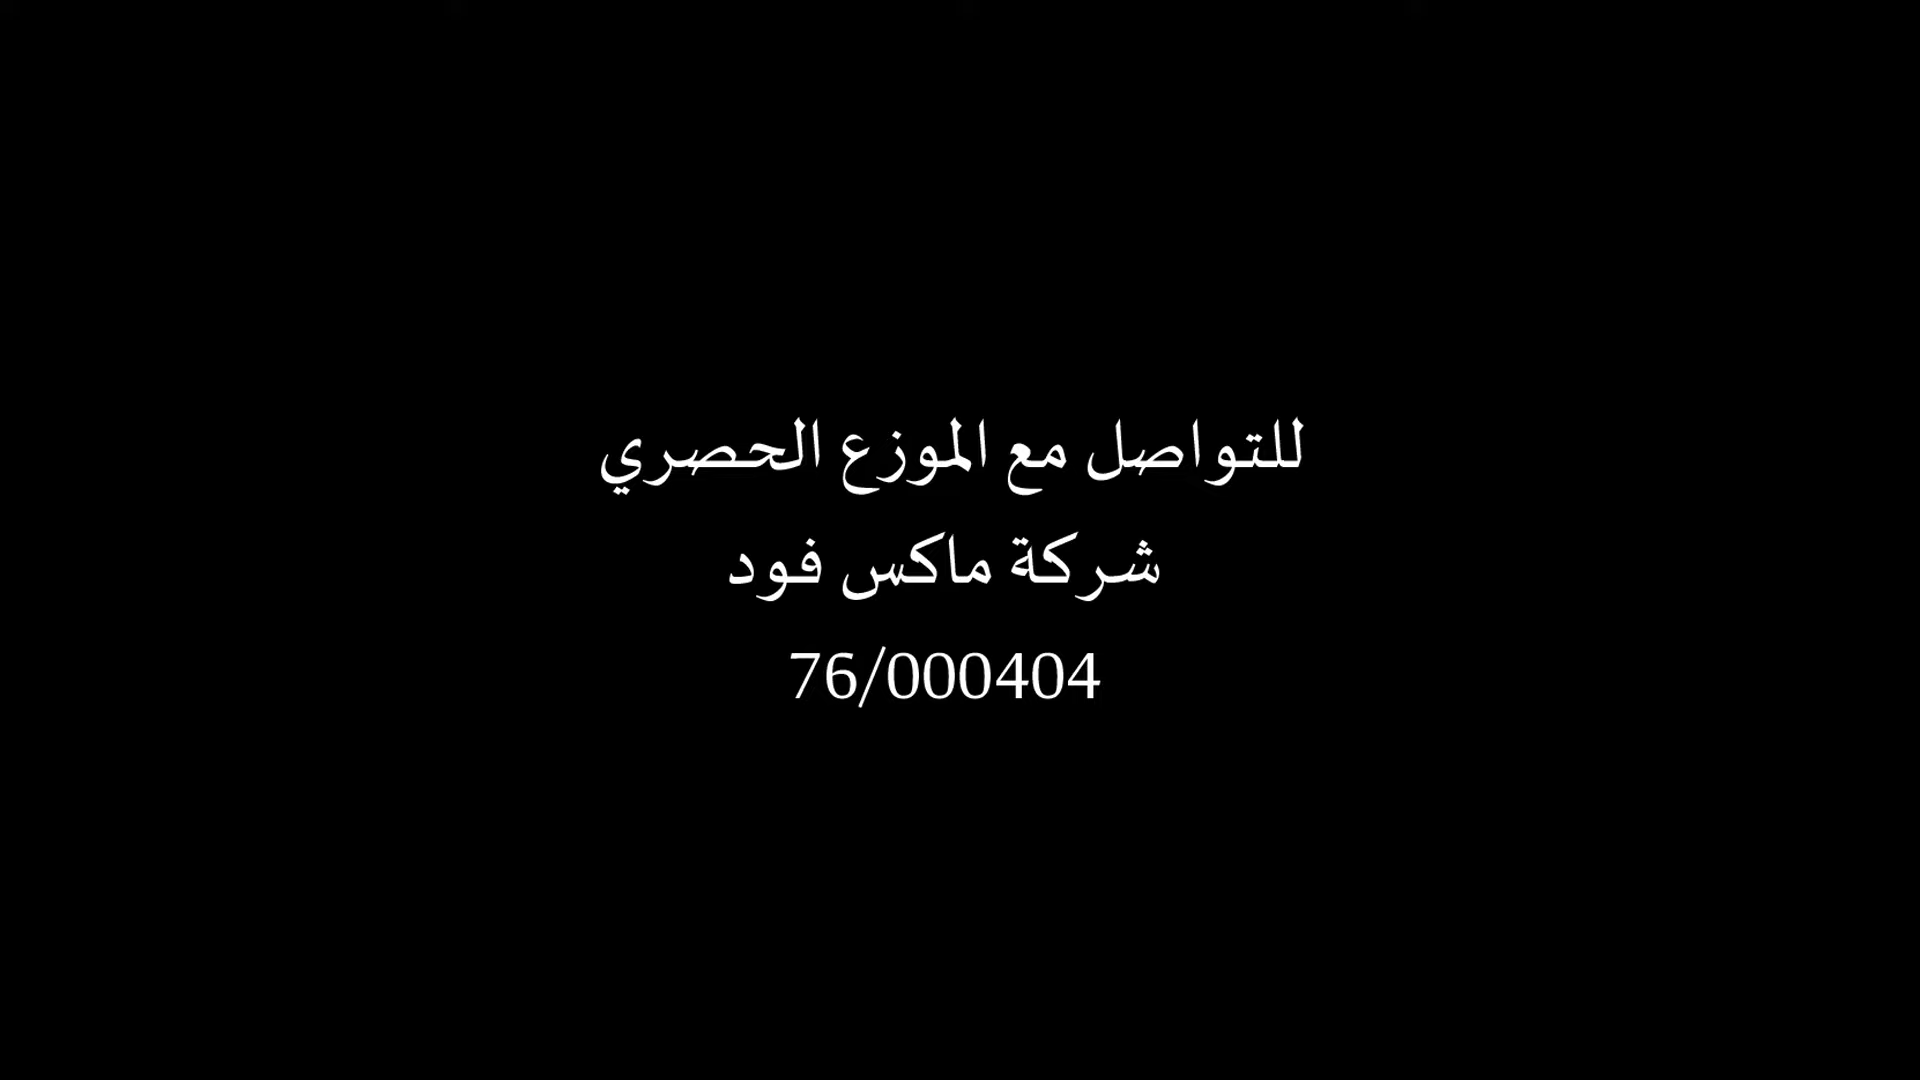 للتواصل مع الموزع الحصري
شركة ماكس فود
76/000404